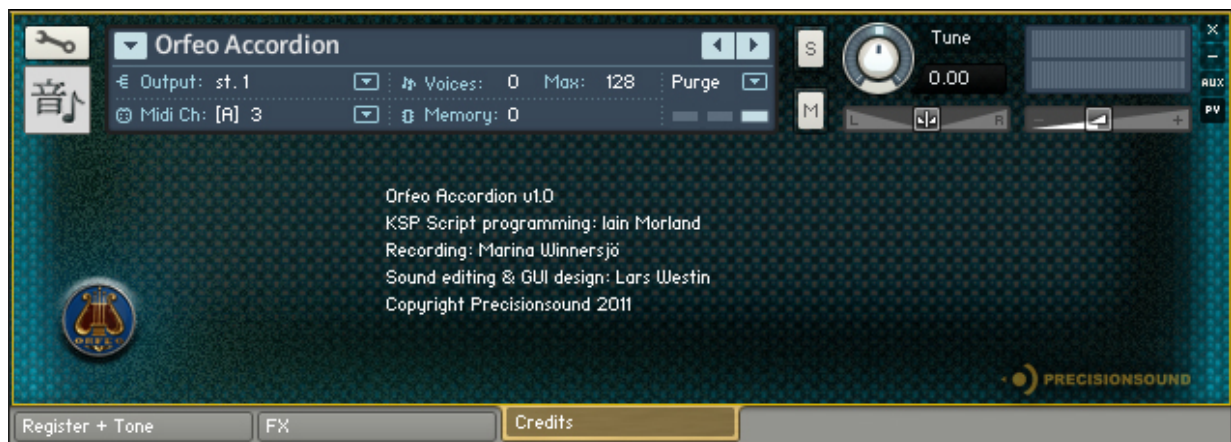 Orfeo Accordion
Output: st. 1
Voices: 0 Max: 128 Purge
Midi Ch: [A] 3
Memory: 0
音
S
M
Tune
0.00
L R
- +
×
-
AUX
PV
Orfeo Accordion v1.0
KSP Script programming: Iain Morland
Recording: Marina Winnersjö
Sound editing & GUI design: Lars Westin
Copyright Precisionsound 2011
ORFEO
PRECISIONSOUND
Register + Tone
FX
Credits